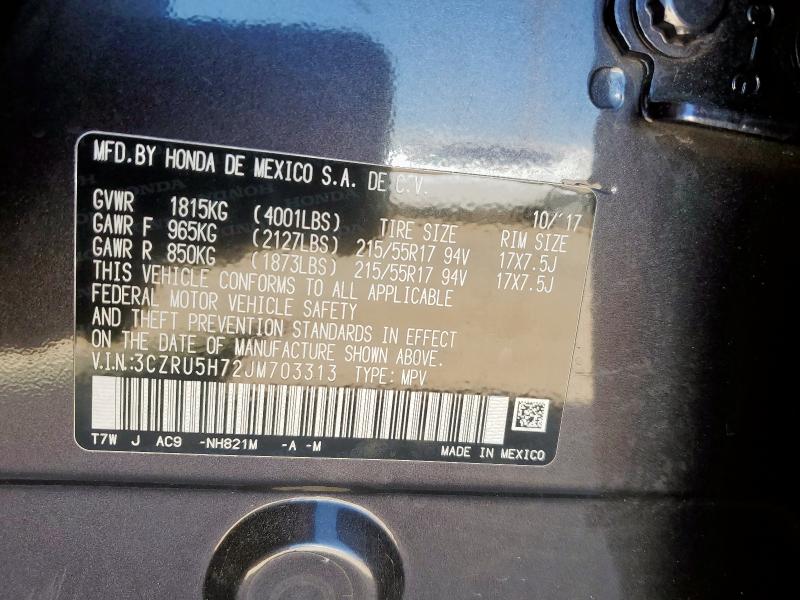 MFD.BY HONDA DE MEXICO S.A. DE C.V.
10/'17
GVWR 1815KG (4001LBS) TIRE SIZE RIM SIZE
GAWR F 965KG (2127LBS) 215/55R17 94V 17X7.5J
GAWR R 850KG (1873LBS) 215/55R17 94V 17X7.5J
THIS VEHICLE CONFORMS TO ALL APPLICABLE
FEDERAL MOTOR VEHICLE SAFETY
AND THEFT PREVENTION STANDARDS IN EFFECT
ON THE DATE OF MANUFACTURE SHOWN ABOVE.
V.I.N:3CZRU5H72JM703313 TYPE: MPV
T7W J AC9 -NH821M -A -M
MADE IN MEXICO